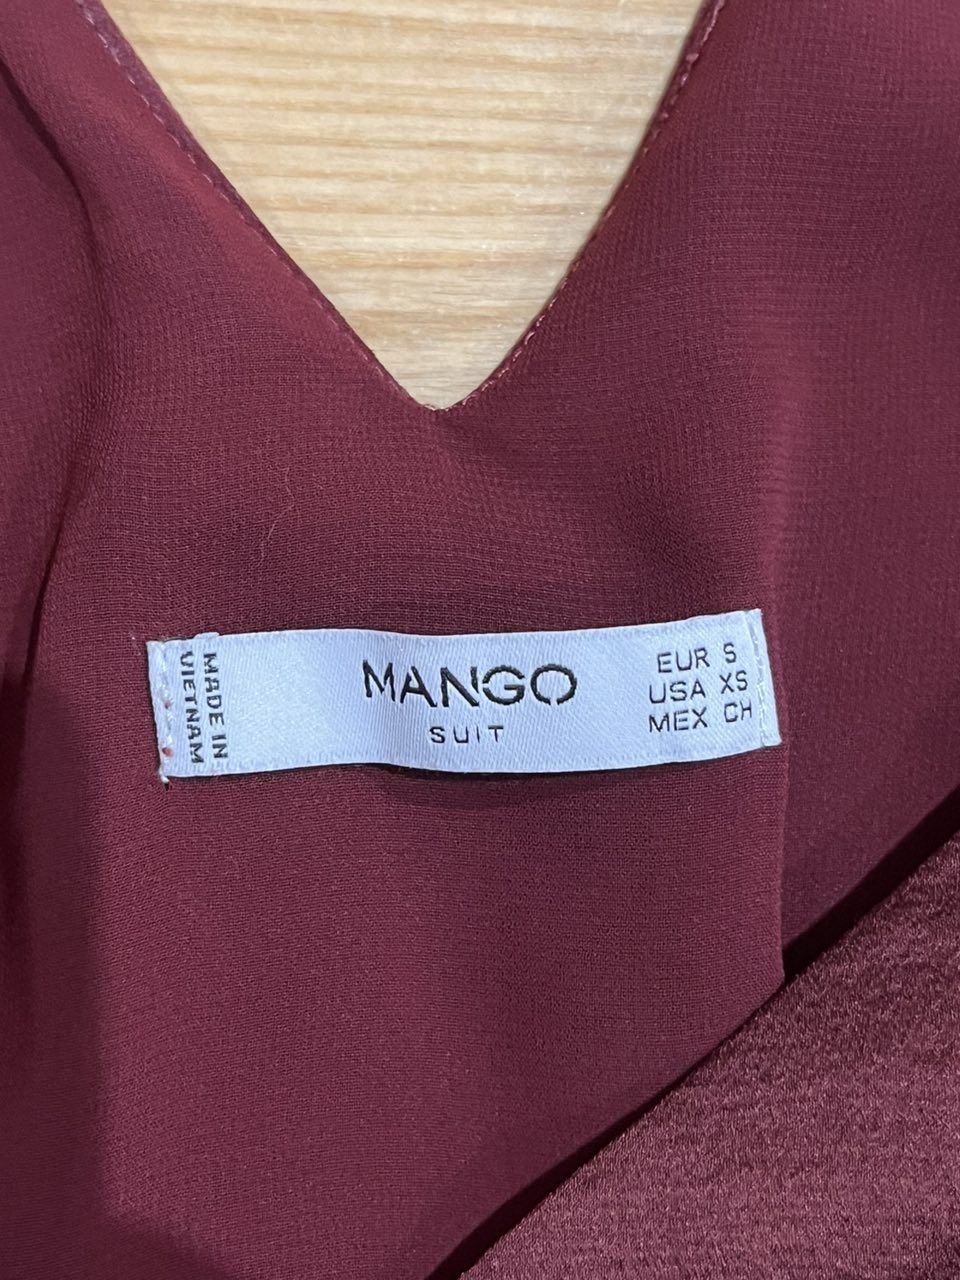 MADE IN
VIETNAM
MANGO
SUIT
EUR S
USA XS
MEX CH